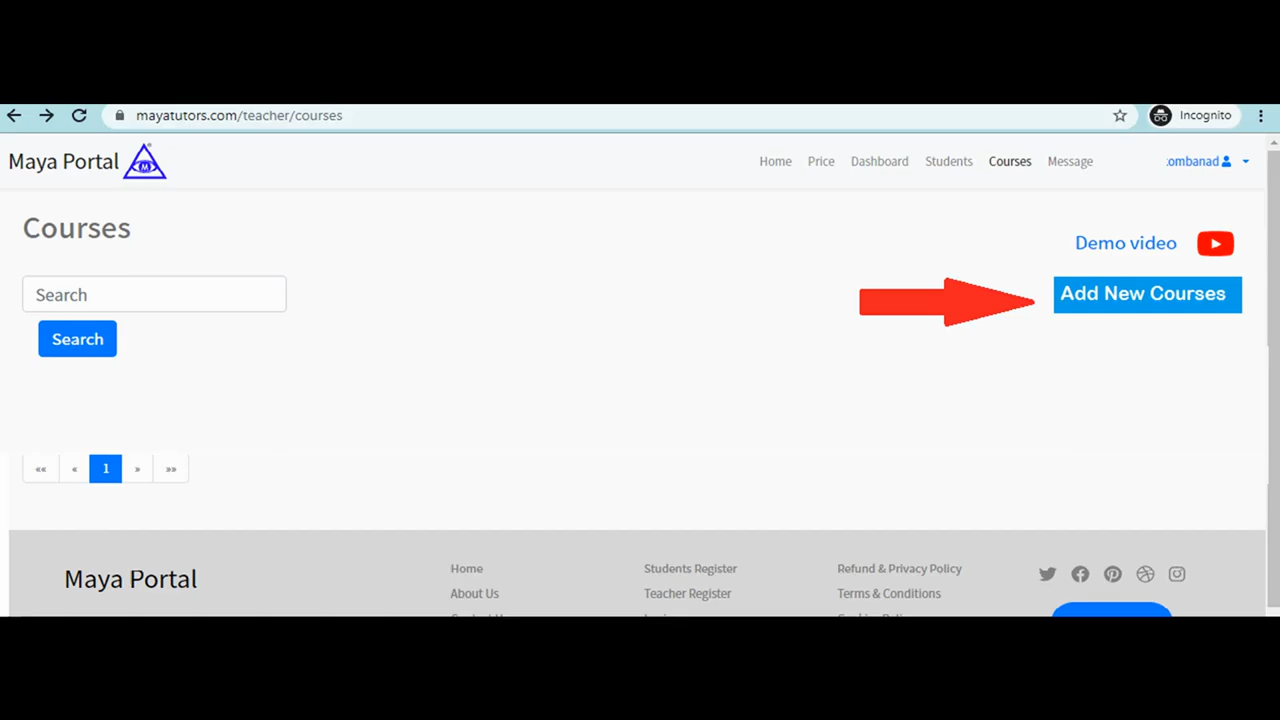 mayatutors.com/teacher/courses
Incognito
Maya Portal
M
Home Price Dashboard Students Courses Message
ombanad
Courses
Demo video
Search
Add New Courses
Search
«« « 1 » »»
Maya Portal
Home
Students Register
Refund & Privacy Policy
About Us
Teacher Register
Terms & Conditions